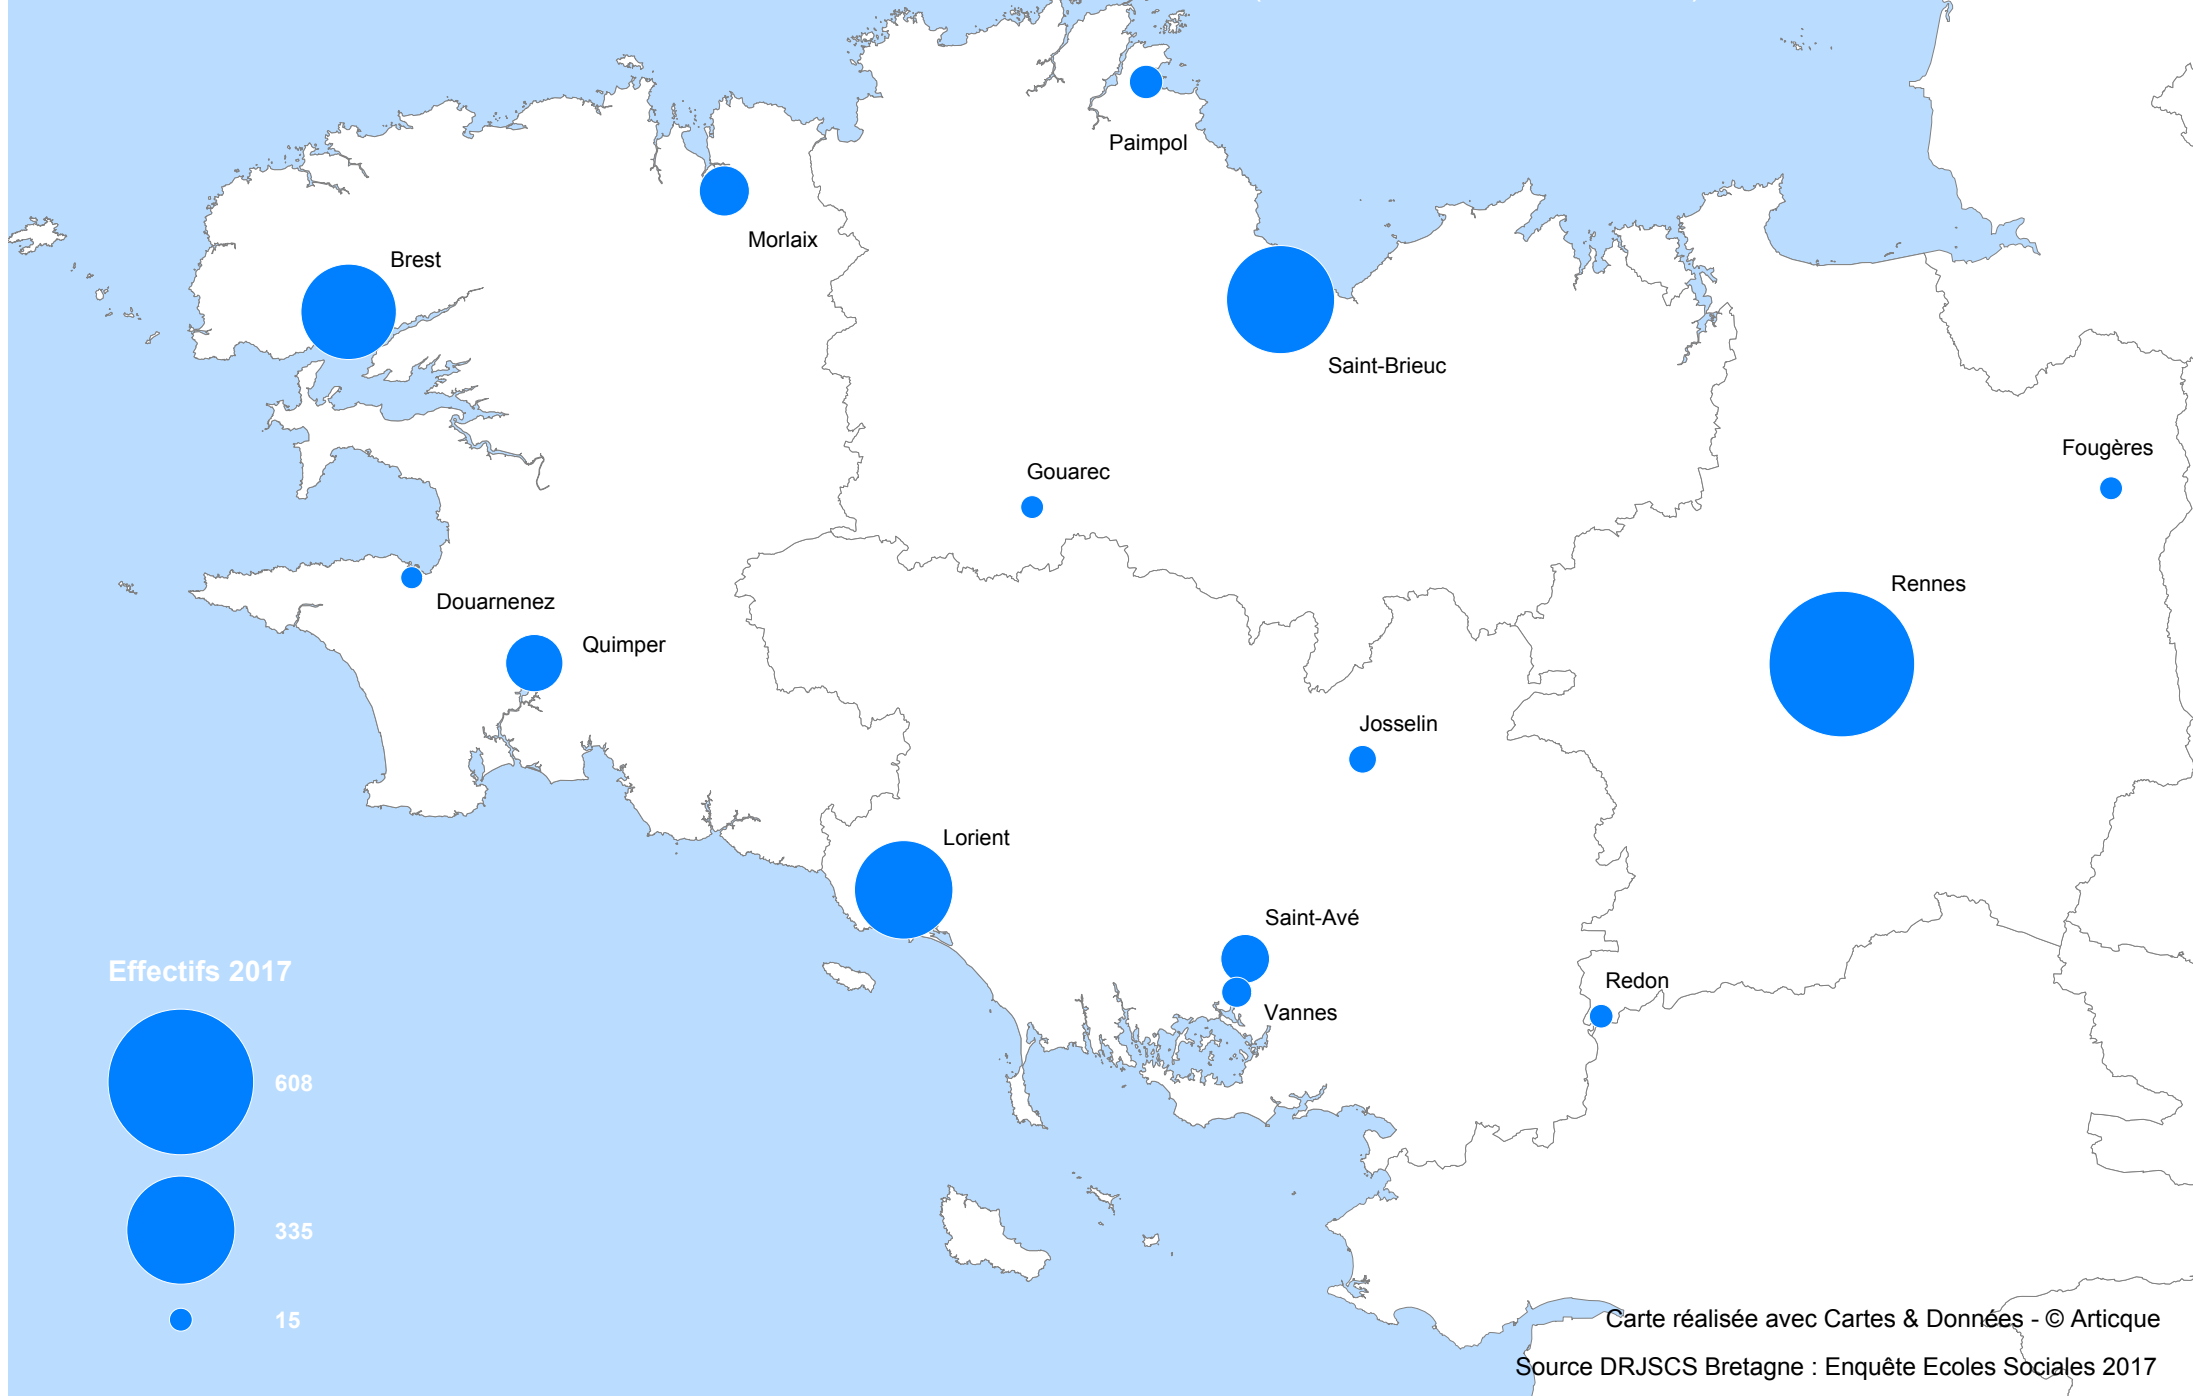 Paimpol
Morlaix
Brest
Saint-Brieuc
Fougères
Gouarec
Rennes
Douarnenez
Quimper
Josselin
Lorient
Saint-Avé
Effectifs 2017
Redon
Vannes
608
335
15
Carte réalisée avec Cartes & Données - © Articque
Source DRJSCS Bretagne : Enquête Ecoles Sociales 2017